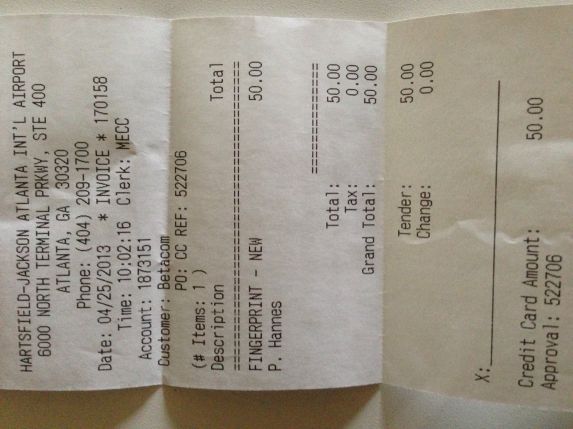 HARTSFIELD-JACKSON ATLANTA INT'L AIRPORT
6000 NORTH TERMINAL PRKWY, STE 400
ATLANTA, GA 30320
Phone: (404) 209-1700
Date: 04/25/2013 * INVOICE * 170158
Time: 10:02:16 Clerk: MECC
Account: 1873151
Customer: Betacom
PO: CC REF: 522706
(# Items: 1 )
Description Total
========================================
FINGERPRINT - NEW 50.00
P. Hannes
==============
Total: 50.00
Tax: 0.00
Grand Total: 50.00
Tender: 50.00
Change: 0.00
X:______________________________
Credit Card Amount: 50.00
Approval: 522706